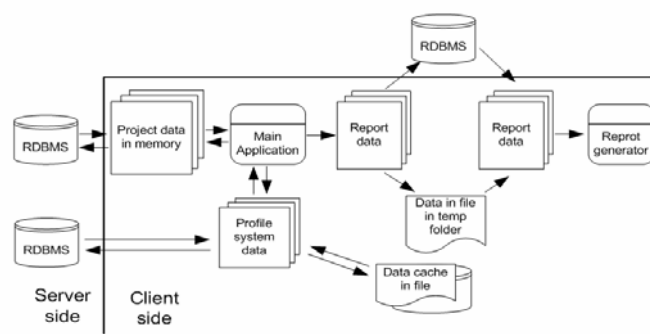 RDBMS
RDBMS
Project data
in memory
Main
Application
Report
data
Report
data
Reprot
generator
Data in file
in temp
folder
RDBMS
Profile
system
data
Data cache
in file
Server
side
Client
side